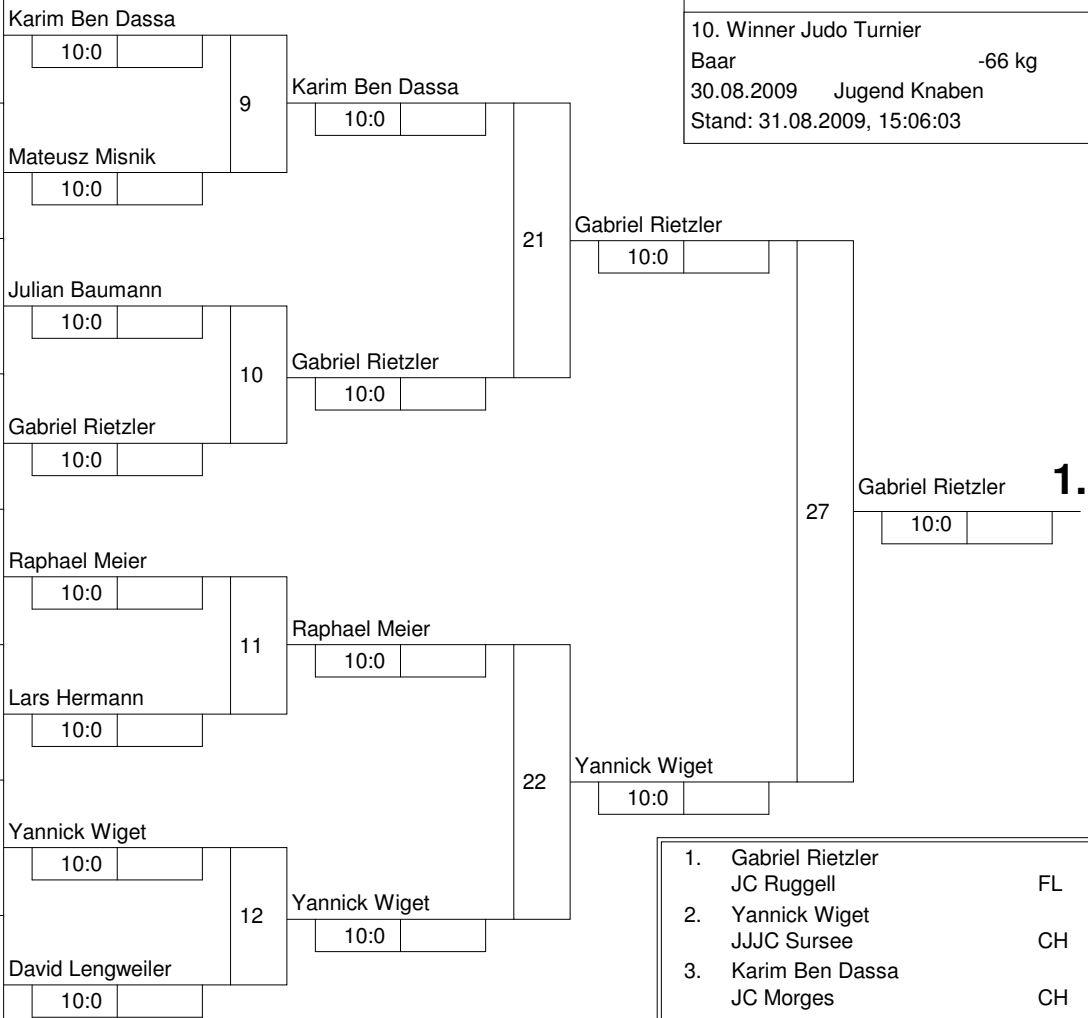 Karim Ben Dassa
10:0
9
Mateusz Misnik
10:0
Julian Baumann
10:0
10
Gabriel Rietzler
10:0
Raphael Meier
10:0
11
Lars Hermann
10:0
Yannick Wiget
10:0
12
David Lengweiler
10:0
Karim Ben Dassa
10:0
21
Gabriel Rietzler
10:0
Raphael Meier
10:0
22
Yannick Wiget
10:0
Gabriel Rietzler
10:0
27
Yannick Wiget
10:0
Gabriel Rietzler 1.
10:0
10. Winner Judo Turnier
Baar -66 kg
30.08.2009 Jugend Knaben
Stand: 31.08.2009, 15:06:03
1. Gabriel Rietzler
JC Ruggell FL
2. Yannick Wiget
JJJC Sursee CH
3. Karim Ben Dassa
JC Morges CH